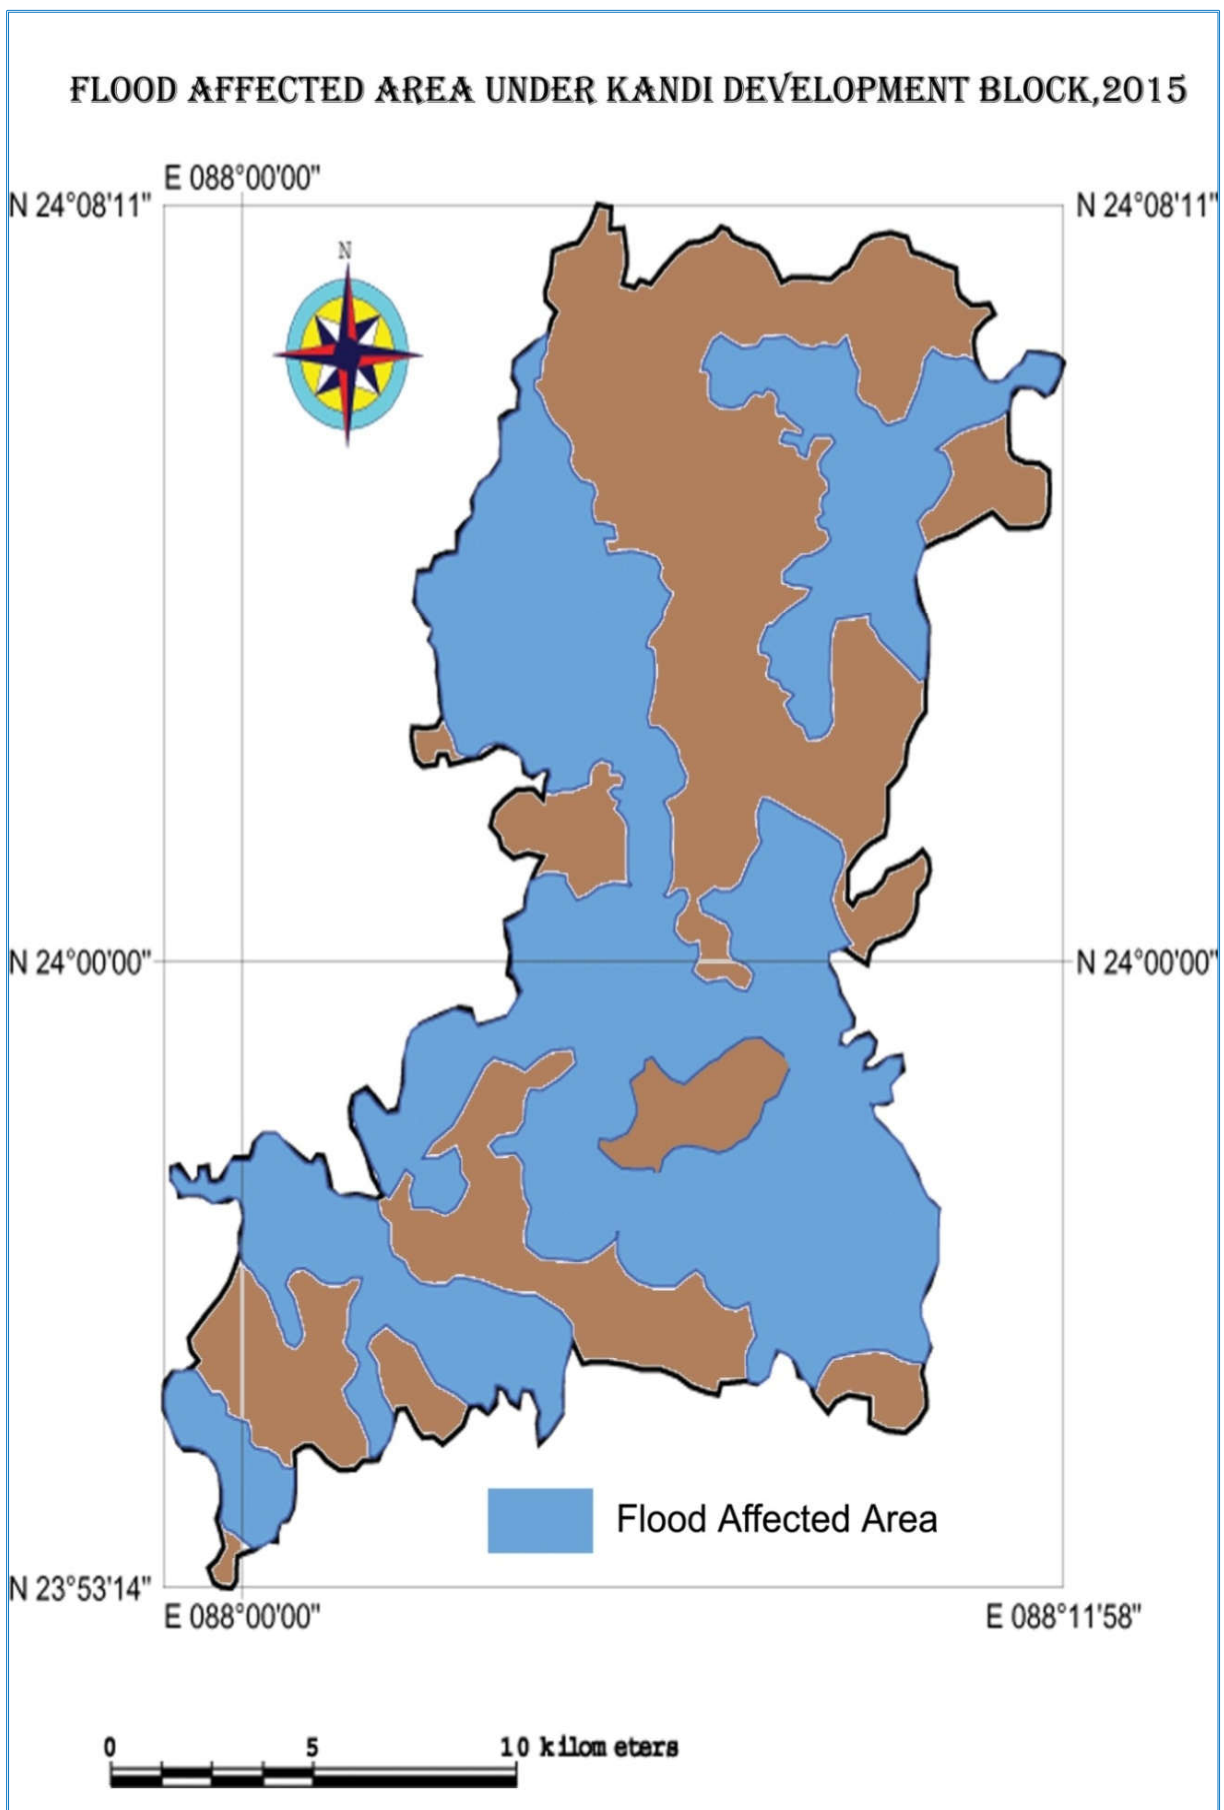 FLOOD AFFECTED AREA UNDER KANDI DEVELOPMENT BLOCK,2015
E 088°00'00"
N 24°08'11"
N 24°08'11"
N
N 24°00'00"
N 24°00'00"
Flood Affected Area
N 23°53'14"
E 088°00'00"
E 088°11'58"
0 5 10 kilometers